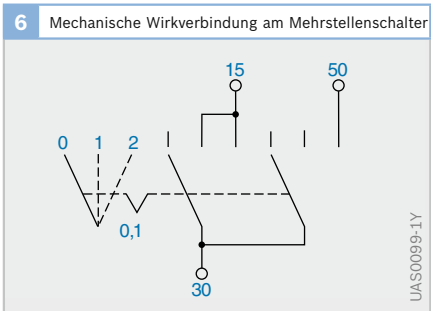 6 Mechanische Wirkverbindung am Mehrstellenschalter
15 50
0 1 2
0,1
30
UAS0099-1Y